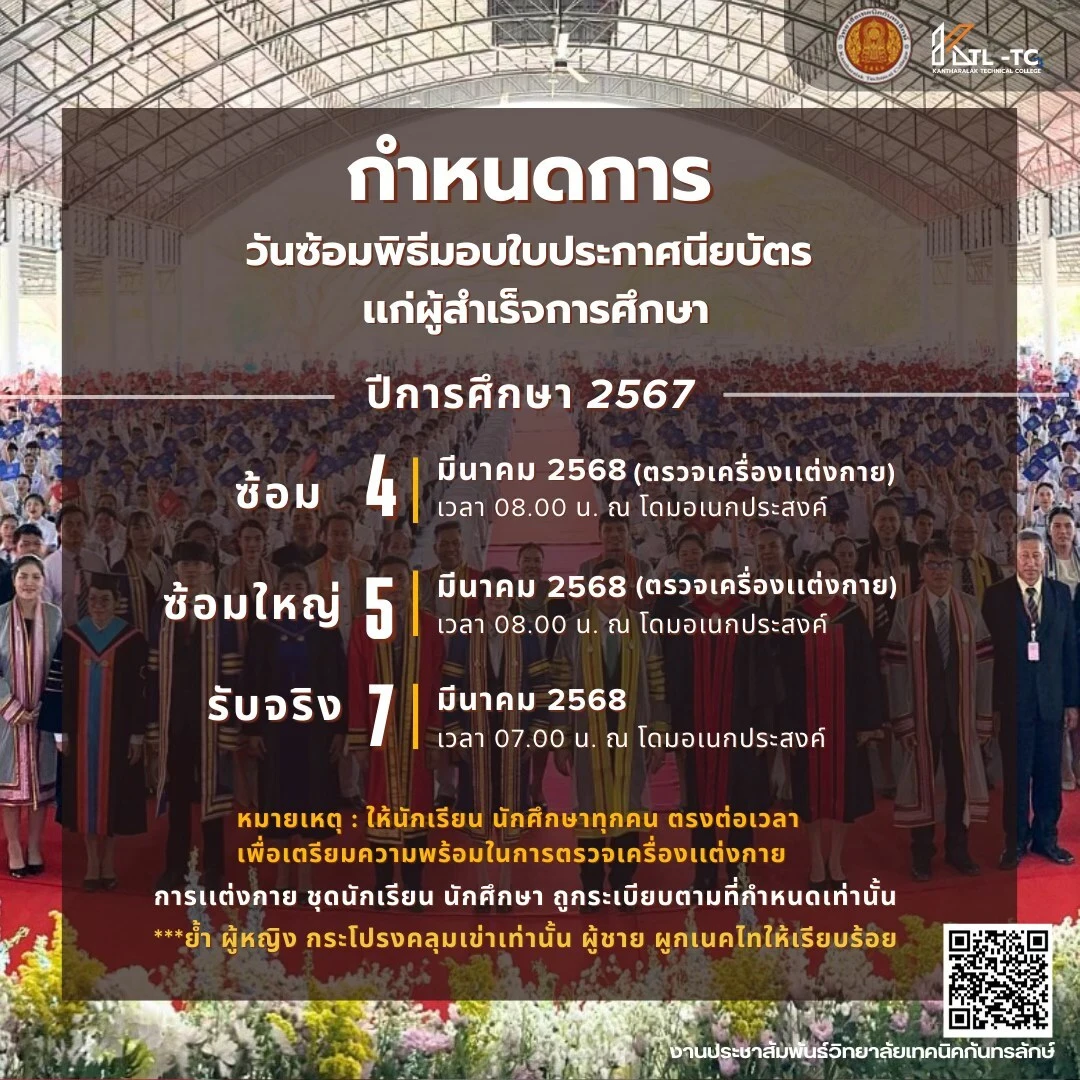 KTL-TC
KANTHARALAK TECHNICAL COLLEGE
กำหนดการ
วันซ้อมพิธีมอบใบประกาศนียบัตร
แก่ผู้สำเร็จการศึกษา
ปีการศึกษา 2567
ซ้อม 4 มีนาคม 2568 (ตรวจเครื่องแต่งกาย)
เวลา 08.00 น. ณ โดมอเนกประสงค์
ซ้อมใหญ่ 5 มีนาคม 2568 (ตรวจเครื่องแต่งกาย)
เวลา 08.00 น. ณ โดมอเนกประสงค์
รับจริง 7 มีนาคม 2568
เวลา 07.00 น. ณ โดมอเนกประสงค์
หมายเหตุ : ให้นักเรียน นักศึกษาทุกคน ตรงต่อเวลา
เพื่อเตรียมความพร้อมในการตรวจเครื่องแต่งกาย
การแต่งกาย ชุดนักเรียน นักศึกษา ถูกระเบียบตามที่กำหนดเท่านั้น
***ย้ำ ผู้หญิง กระโปรงคลุมเข่าเท่านั้น ผู้ชาย ผูกเนคไทให้เรียบร้อย
งานประชาสัมพันธ์วิทยาลัยเทคนิคกันทรลักษ์